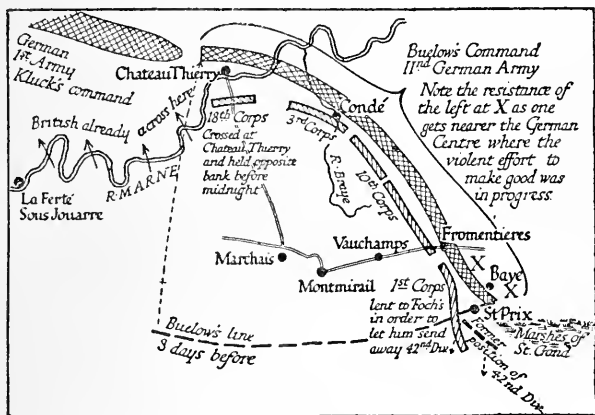 German
1st Army
Kluck's command
Chateau Thierry
Buelow's Command
IInd German Army
Note the resistance of
the left at X as one
gets nearer the German
Centre where the
violent effort to
make good was
in progress.
British already
across here
R. MARNE
La Ferté
Sous Jouarre
18th Corps
Crossed at
Chateau Thierry
and held opposite
bank before
midnight
3rd Corps
Condé
R. Braye
10th Corps
Fromentières
X
Baye
X
Vauchamps
Marchais
Montmirail
1st Corps
lent to Foch's
in order to
let him send
away 42nd Div.
St Prix
Marshes of
St. Gond
Former
position of
42nd Div.
Buelow's line
3 days before